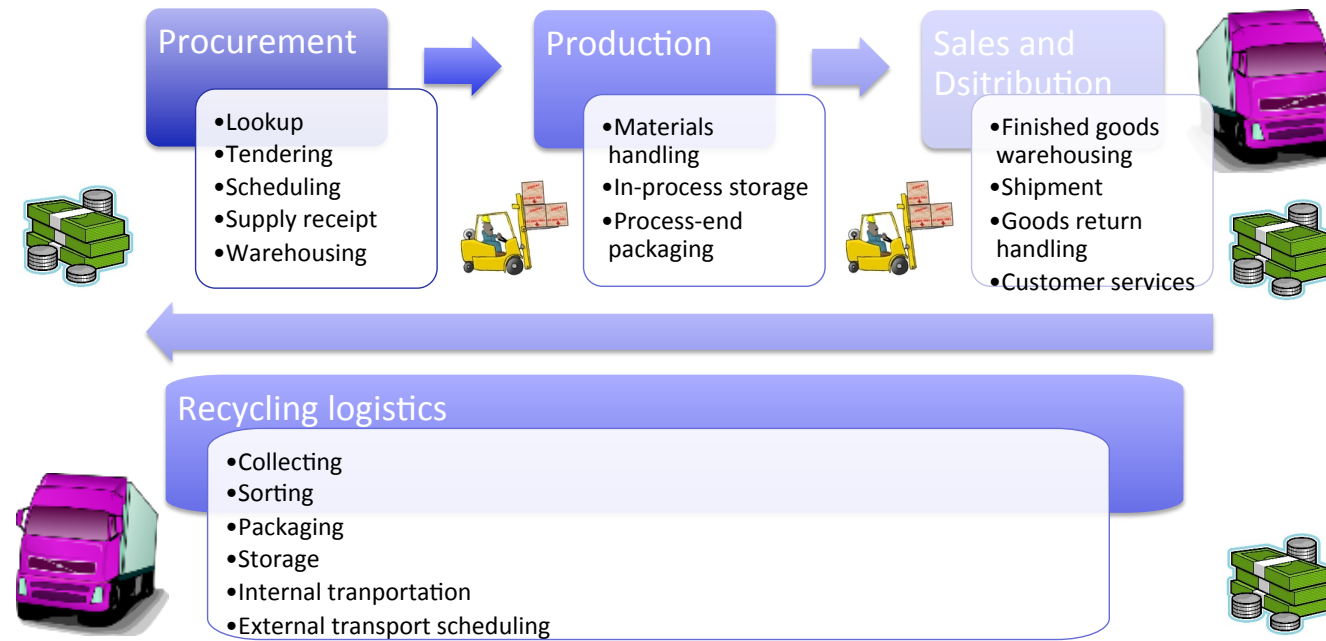 Procurement
•Lookup
•Tendering
•Scheduling
•Supply receipt
•Warehousing
Production
•Materials
handling
•In-process storage
•Process-end
packaging
Sales and
Dsitribution
•Finished goods
warehousing
•Shipment
•Goods return
handling
•Customer services
Recycling logistics
•Collecting
•Sorting
•Packaging
•Storage
•Internal tranportation
•External transport scheduling